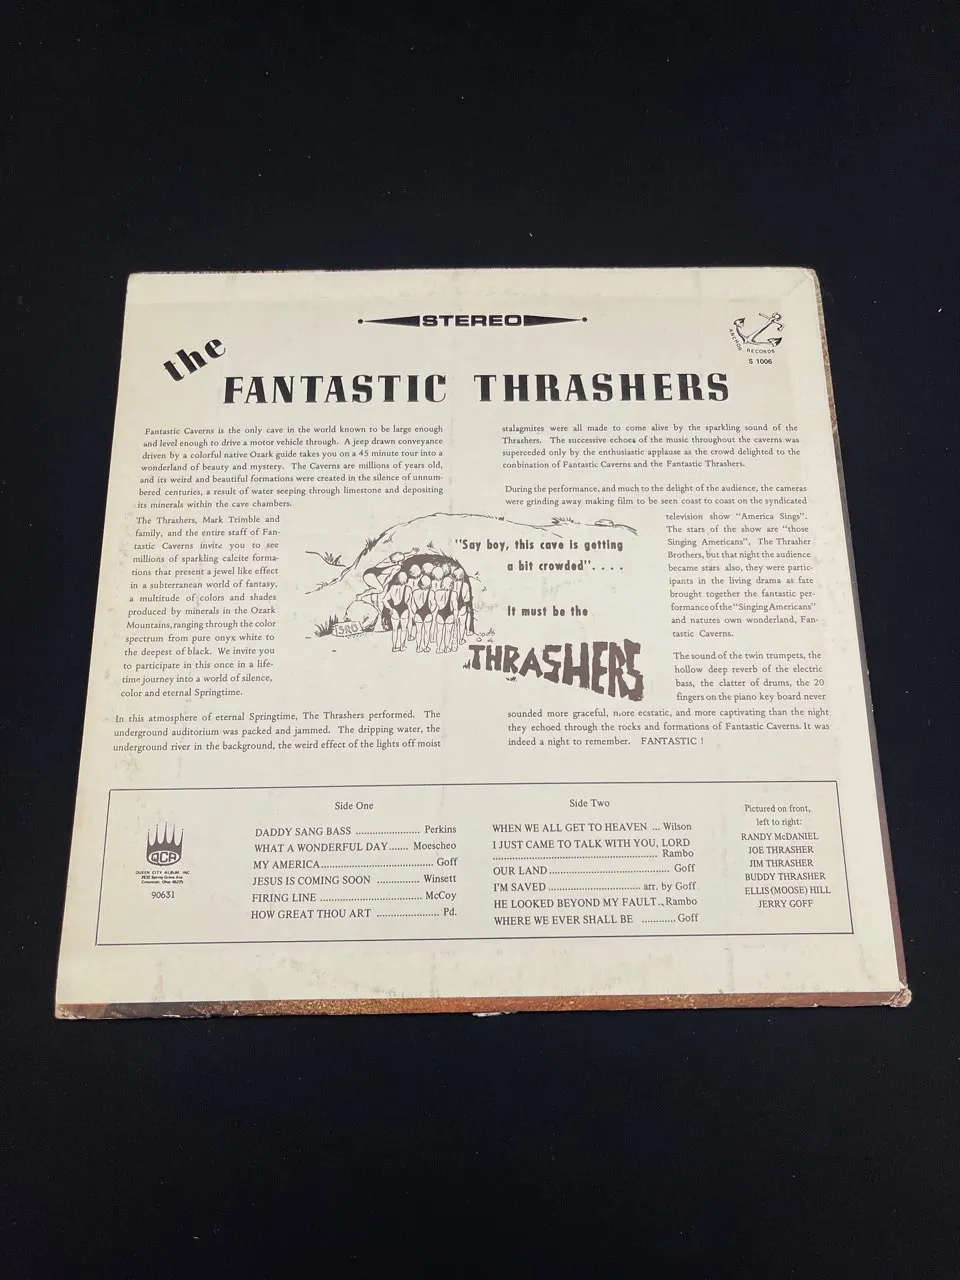 STEREO
ANCHOR RECORDS
S 1006
the
FANTASTIC THRASHERS
Fantastic Caverns is the only cave in the world known to be large enough
and level enough to drive a motor vehicle through. A jeep drawn conveyance
driven by a colorful native Ozark guide takes you on a 45 minute tour into a
wonderland of beauty and mystery. The Caverns are millions of years old,
and its weird and beautiful formations were created in the silence of unnum-
bered centuries, a result of water seeping through limestone and depositing
its minerals within the cave chambers.
The Thrashers, Mark Trimble and
family, and the entire staff of Fan-
tastic Caverns invite you to see
millions of sparkling calcite forma-
tions that present a jewel like effect
in a subterranean world of fantasy,
a multitude of colors and shades
produced by minerals in the Ozark
Mountains, ranging through the color
spectrum from pure onyx white to
the deepest of black. We invite you
to participate in this once in a life-
time journey into a world of silence,
color and eternal Springtime.
In this atmosphere of eternal Springtime, The Thrashers performed. The
underground auditorium was packed and jammed. The dripping water, the
underground river in the background, the weird effect of the lights off moist
stalagmites were all made to come alive by the sparkling sound of the
Thrashers. The successive echoes of the music throughout the caverns was
superceded only by the enthusiastic applause as the crowd delighted to the
conbination of Fantastic Caverns and the Fantastic Thrashers.
During the performance, and much to the delight of the audience, the cameras
were grinding away making film to be seen coast to coast on the syndicated
television show "America Sings".
The stars of the show are "those
Singing Americans", The Thrasher
Brothers, but that night the audience
became stars also, they were partic-
ipants in the living drama as fate
brought together the fantastic per-
formance of the "Singing Americans"
and natures own wonderland, Fan-
tastic Caverns.
The sound of the twin trumpets, the
hollow deep reverb of the electric
bass, the clatter of drums, the 20
fingers on the piano key board never
sounded more graceful, more ecstatic, and more captivating than the night
they echoed through the rocks and formations of Fantastic Caverns. It was
indeed a night to remember. FANTASTIC !
"Say boy, this cave is getting
a bit crowded"....
It must be the
THRASHERS
SRO
QCA
QUEEN CITY ALBUM, INC.
2832 Spring Grove Ave.
Cincinnati, Ohio 45225
90631
Side One
DADDY SANG BASS ....................... Perkins
WHAT A WONDERFUL DAY....... Moescheo
MY AMERICA........................................ Goff
JESUS IS COMING SOON ............... Winsett
FIRING LINE ....................................... McCoy
HOW GREAT THOU ART ...................... Pd.
Side Two
WHEN WE ALL GET TO HEAVEN ... Wilson
I JUST CAME TO TALK WITH YOU, LORD
.......................................................... Rambo
OUR LAND........................................... Goff
I'M SAVED ................................. arr. by Goff
HE LOOKED BEYOND MY FAULT.. Rambo
WHERE WE EVER SHALL BE ............ Goff
Pictured on front,
left to right:
RANDY McDANIEL
JOE THRASHER
JIM THRASHER
BUDDY THRASHER
ELLIS (MOOSE) HILL
JERRY GOFF